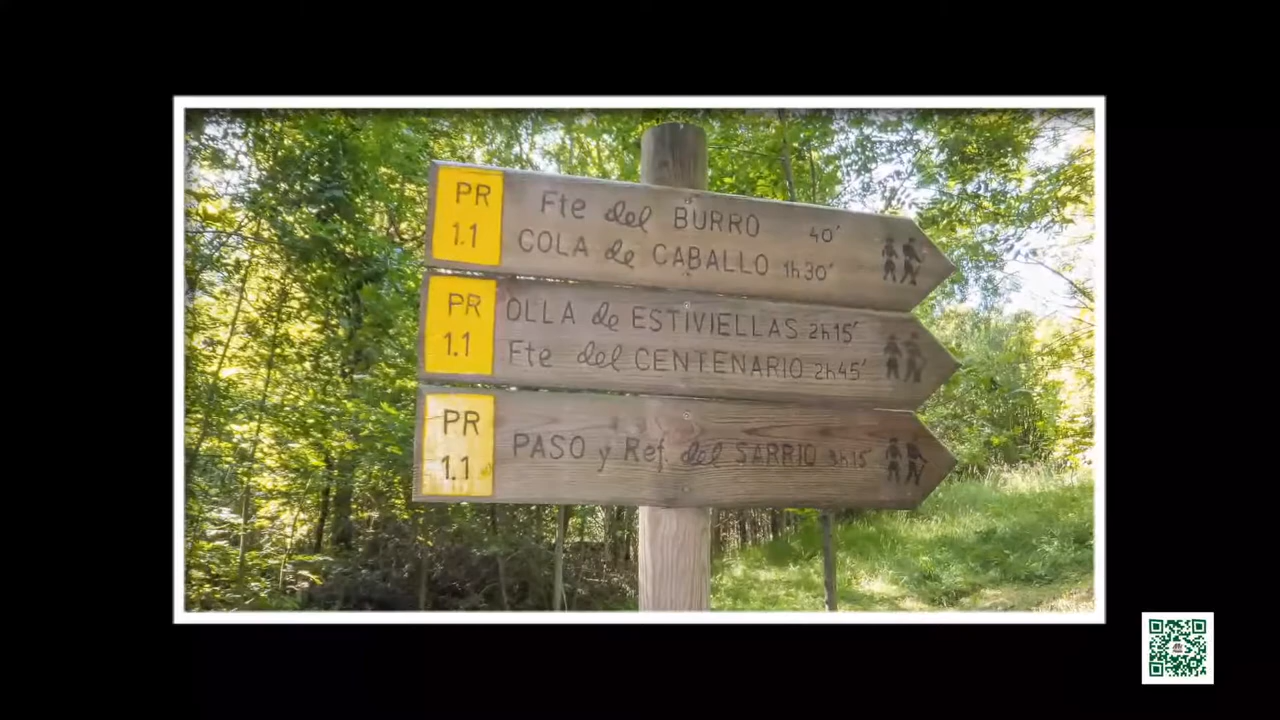 PR
1.1
Fte del BURRO 40'
COLA de CABALLO 1h30'
PR
1.1
OLLA de ESTIVIELLAS 2h15'
Fte del CENTENARIO 2h45'
PR
1.1
PASO y Ref. del SARRIO 3h15'